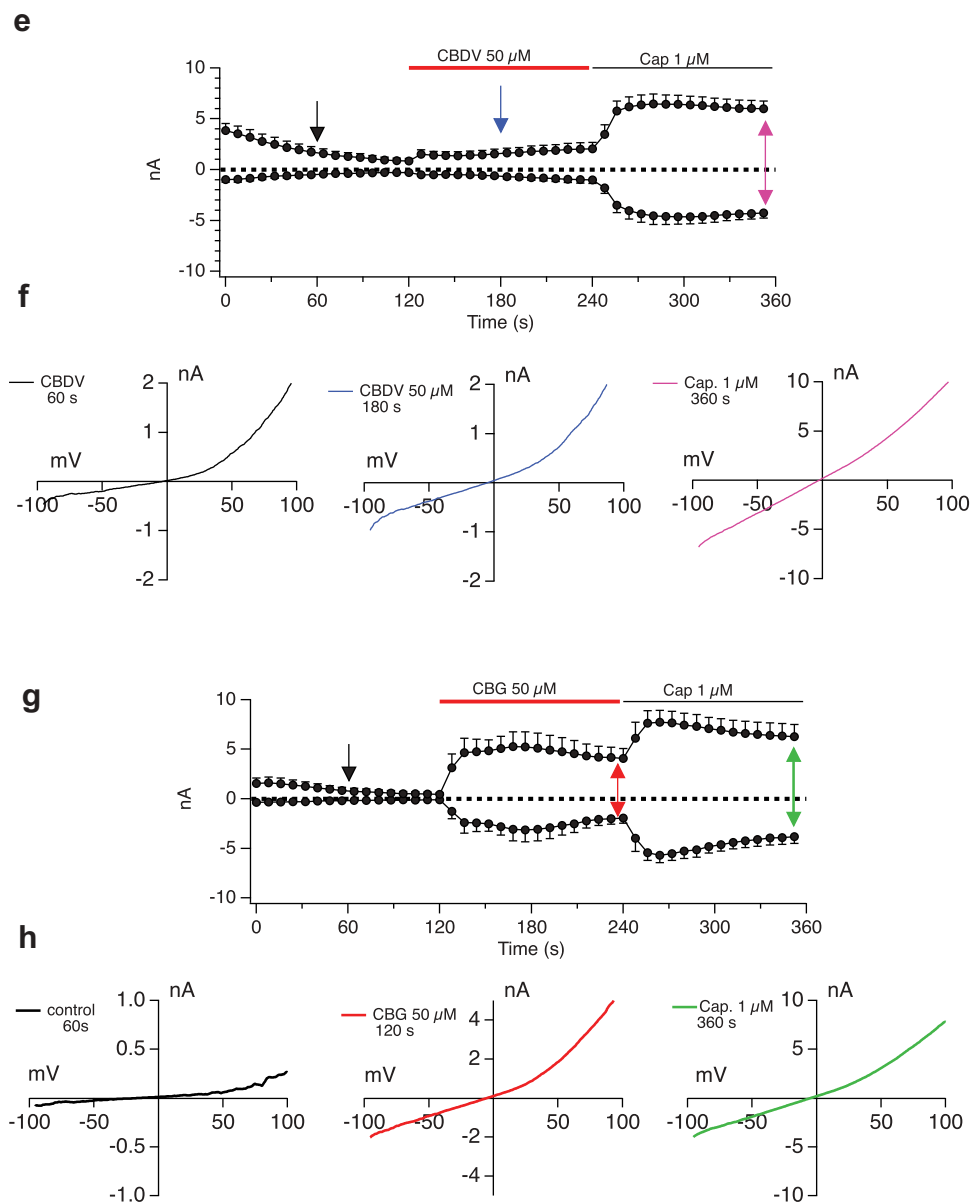 e
CBDV 50 µM
Cap 1 µM
10
5
0
-5
-10
nA
0
60
120
180
240
300
360
Time (s)
f
CBDV
60 s
nA
2
1
mV
-100
-50
50
100
-1
-2
CBDV 50 µM
180 s
nA
2
1
mV
-100
-50
50
100
-1
-2
Cap. 1 µM
360 s
nA
10
5
mV
-100
-50
50
100
-5
-10
g
CBG 50 µM
Cap 1 µM
10
5
0
-5
-10
nA
0
60
120
180
240
300
360
Time (s)
h
control
60s
nA
1.0
0.5
mV
-100
-50
50
100
-0.5
-1.0
CBG 50 µM
120 s
nA
4
2
mV
-100
-50
50
100
-2
-4
Cap. 1 µM
360 s
nA
10
5
mV
-100
-50
50
100
-5
-10